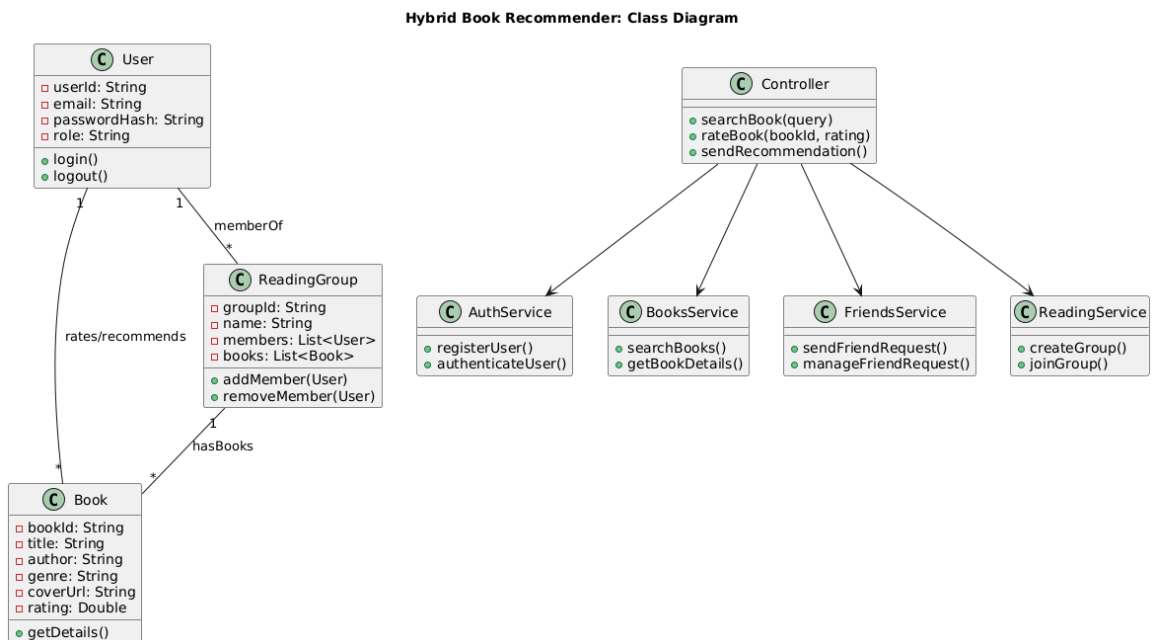 Hybrid Book Recommender: Class Diagram
C User
userId: String
email: String
passwordHash: String
role: String
login()
logout()
1
1
memberOf
*
rates/recommends
C ReadingGroup
groupId: String
name: String
members: List<User>
books: List<Book>
addMember(User)
removeMember(User)
1
hasBooks
*
*
C Book
bookId: String
title: String
author: String
genre: String
coverUrl: String
rating: Double
getDetails()
C Controller
searchBook(query)
rateBook(bookId, rating)
sendRecommendation()
C AuthService
registerUser()
authenticateUser()
C BooksService
searchBooks()
getBookDetails()
C FriendsService
sendFriendRequest()
manageFriendRequest()
C ReadingService
createGroup()
joinGroup()